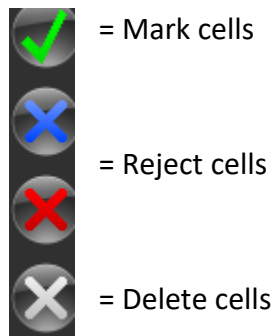 = Mark cells
= Reject cells
= Delete cells